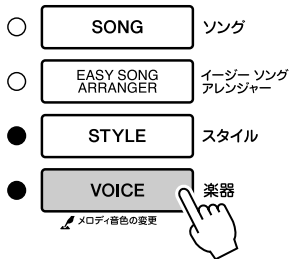 SONG ソング
EASY SONG イージー ソング
ARRANGER アレンジャー
STYLE スタイル
VOICE 楽器
メロディ音色の変更